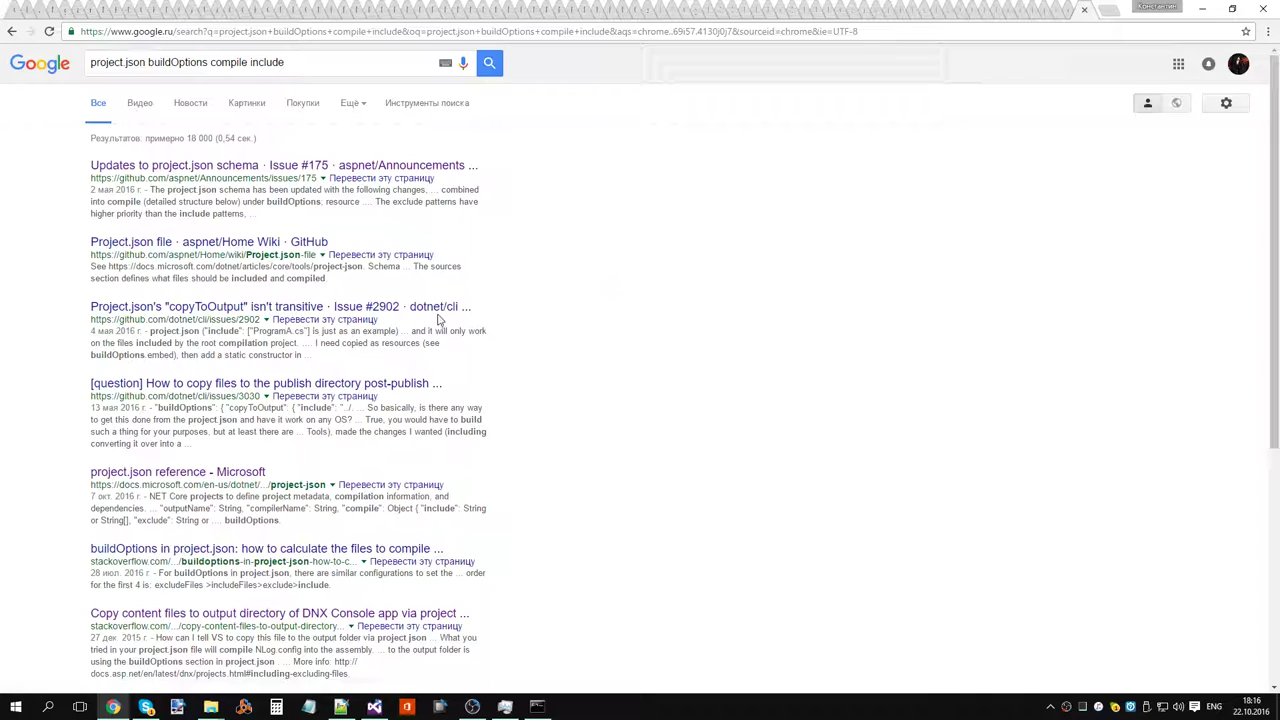 Константин
https://www.google.ru/search?q=project.json+buildOptions+compile+include&oq=project.json+buildOptions+compile+include&aqs=chrome..69i57.4130j0j7&sourceid=chrome&ie=UTF-8
Google
project.json buildOptions compile include
Все Видео Новости Картинки Покупки Ещё Инструменты поиска
Результатов: примерно 18 000 (0,54 сек.)
Updates to project.json schema · Issue #175 · aspnet/Announcements ...
https://github.com/aspnet/Announcements/issues/175 Перевести эту страницу
2 мая 2016 г. - The project.json schema has been updated with the following changes, ... combined
into compile (detailed structure below) under buildOptions; resource .... The exclude patterns have
higher priority than the include patterns, ...
Project.json file · aspnet/Home Wiki · GitHub
https://github.com/aspnet/Home/wiki/Project.json-file Перевести эту страницу
See https://docs.microsoft.com/dotnet/articles/core/tools/project-json. Schema ... The sources
section defines what files should be included and compiled.
Project.json's "copyToOutput" isn't transitive · Issue #2902 · dotnet/cli ...
https://github.com/dotnet/cli/issues/2902 Перевести эту страницу
4 мая 2016 г. - project.json ("include": ["ProgramA.cs"] is just as an example) ... and it will only work
on the files included by the root compilation project. .... I need copied as resources (see
buildOptions.embed), then add a static constructor in ...
[question] How to copy files to the publish directory post-publish ...
https://github.com/dotnet/cli/issues/3030 Перевести эту страницу
13 мая 2016 г. - "buildOptions": { "copyToOutput": { "include": "../. ... So basically, is there any way
to get this done from the project.json and have it work on any OS? ... True, you would have to build
such a thing for your purposes, but at least there are ... Tools), made the changes I wanted (including
converting it over into a ...
project.json reference - Microsoft
https://docs.microsoft.com/en-us/dotnet/.../project-json Перевести эту страницу
7 окт. 2016 г. - NET Core projects to define project metadata, compilation information, and
dependencies. ... "outputName": String, "compilerName": String, "compile": Object { "include": String
or String[], "exclude": String or .... buildOptions.
buildOptions in project.json: how to calculate the files to compile ...
stackoverflow.com/.../buildoptions-in-project-json-how-to-c... Перевести эту страницу
28 июл. 2016 г. - For buildOptions in project.json, there are similar configurations to set the ... order
for the first 4 is: excludeFiles >includeFiles>exclude>include.
Copy content files to output directory of DNX Console app via project ...
stackoverflow.com/.../copy-content-files-to-output-directory... Перевести эту страницу
27 дек. 2015 г. - How can I tell VS to copy this file to the output folder via project.json ... What you
tried in your project.json file will compile NLog.config into the assembly. ... to the output folder is
using the buildOptions section in project.json . ... More info: http://
docs.asp.net/en/latest/dnx/projects.html#including-excluding-files.
ENG
18:16
22.10.2016